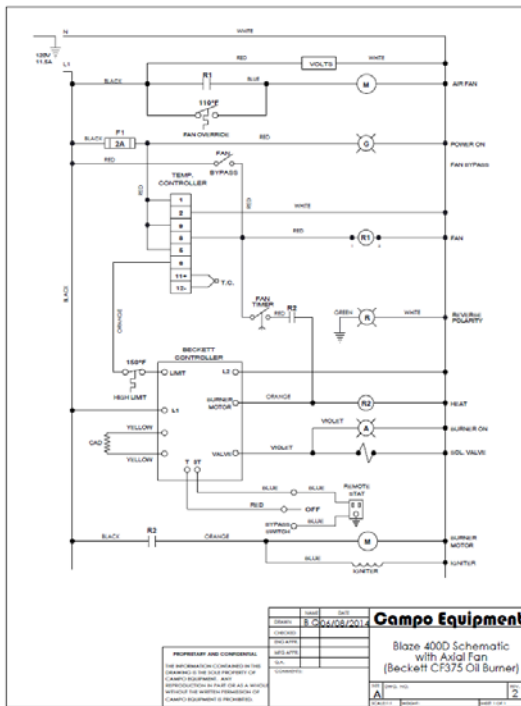 N
WHITE
120V
11.5A
L1
RED
VOLTS
WHITE
BLACK
R1
BLUE
M
AIR FAN
110°F
FAN OVERRIDE
F1
BLACK
2A
RED
G
POWER ON
RED
FAN
BYPASS
FAN BYPASS
TEMP.
CONTROLLER
RED
RED
1
2
WHITE
RED
R1
FAN
5
6
11+
12-
T.C.
BLACK
ORANGE
FAN
TIMER
RED
R2
GREEN
R
WHITE
REVERSE
POLARITY
BECKETT
CONTROLLER
150°F
LIMIT
L2
HIGH LIMIT
BURNER
MOTOR
ORANGE
R2
HEAT
L1
VIOLET
A
BURNER ON
YELLOW
CAD
VALVE
VIOLET
SOL. VALVE
YELLOW
T ST
BLUE
REMOTE
STAT
RED
OFF
BYPASS
SWITCH
BLUE
R2
BLACK
ORANGE
M
BURNER
MOTOR
BLUE
IGNITER
IGNITER
NAME DATE
DRAWN B.C 06/08/2014
CHECKED
ENG APPR.
MFG APPR.
Q.A.
COMMENTS:
Campo Equipment
Blaze 400D Schematic
with Axial Fan
(Beckett CF375 Oil Burner)
PROPRIETARY AND CONFIDENTIAL
THE INFORMATION CONTAINED IN THIS
DRAWING IS THE SOLE PROPERTY OF
CAMPO EQUIPMENT. ANY
REPRODUCTION IN PART OR AS A WHOLE
WITHOUT THE WRITTEN PERMISSION OF
CAMPO EQUIPMENT IS PROHIBITED.
SIZE DWG. NO. REV.
A 2